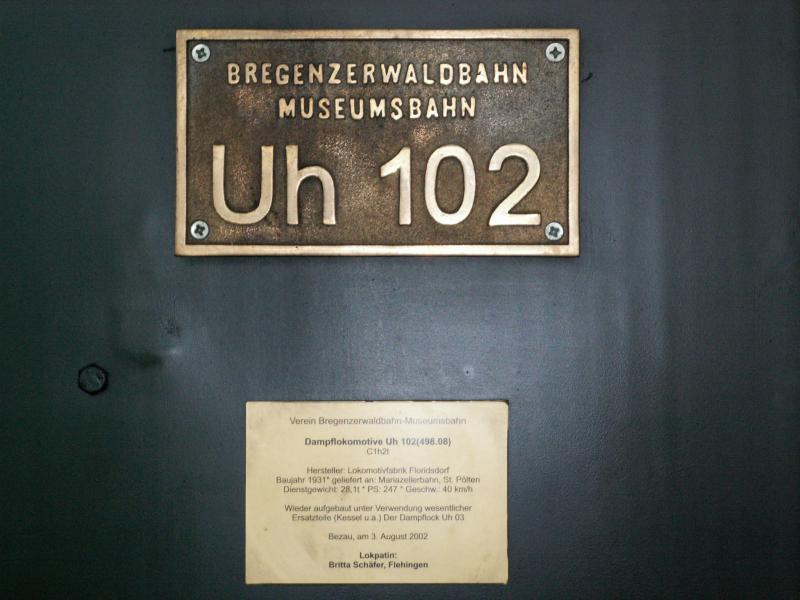 BREGENZERWALDBAHN
MUSEUMSBAHN
Uh 102
Verein Bregenzerwaldbahn-Museumsbahn
Dampflokomotive Uh 102(498.08)
C1h2t
Hersteller: Lokomotivfabrik Floridsdorf
Baujahr 1931* geliefert an: Mariazellerbahn, St. Pölten
Dienstgewicht: 28,1t * PS: 247 * Geschw.: 40 km/h
Wieder aufgebaut unter Verwendung wesentlicher
Ersatzteile (Kessel u.a.) Der Dampflock Uh 03
Bezau, am 3. August 2002
Lokpatin:
Britta Schäfer, Flehingen